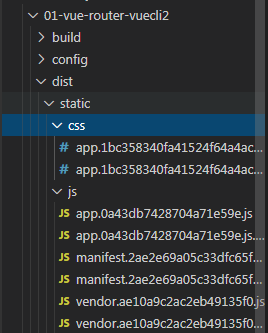 01-vue-router-vuecli2
build
config
dist
static
css
# app.1bc358340fa41524f64a4ac...
# app.1bc358340fa41524f64a4ac...
js
JS app.0a43db7428704a71e59e.js
JS app.0a43db7428704a71e59e.js....
JS manifest.2ae2e69a05c33dfc65f...
JS manifest.2ae2e69a05c33dfc65f...
JS vendor.ae10a9c2ac2eb49135f0.js
JS vendor.ae10a9c2ac2eb49135f0...